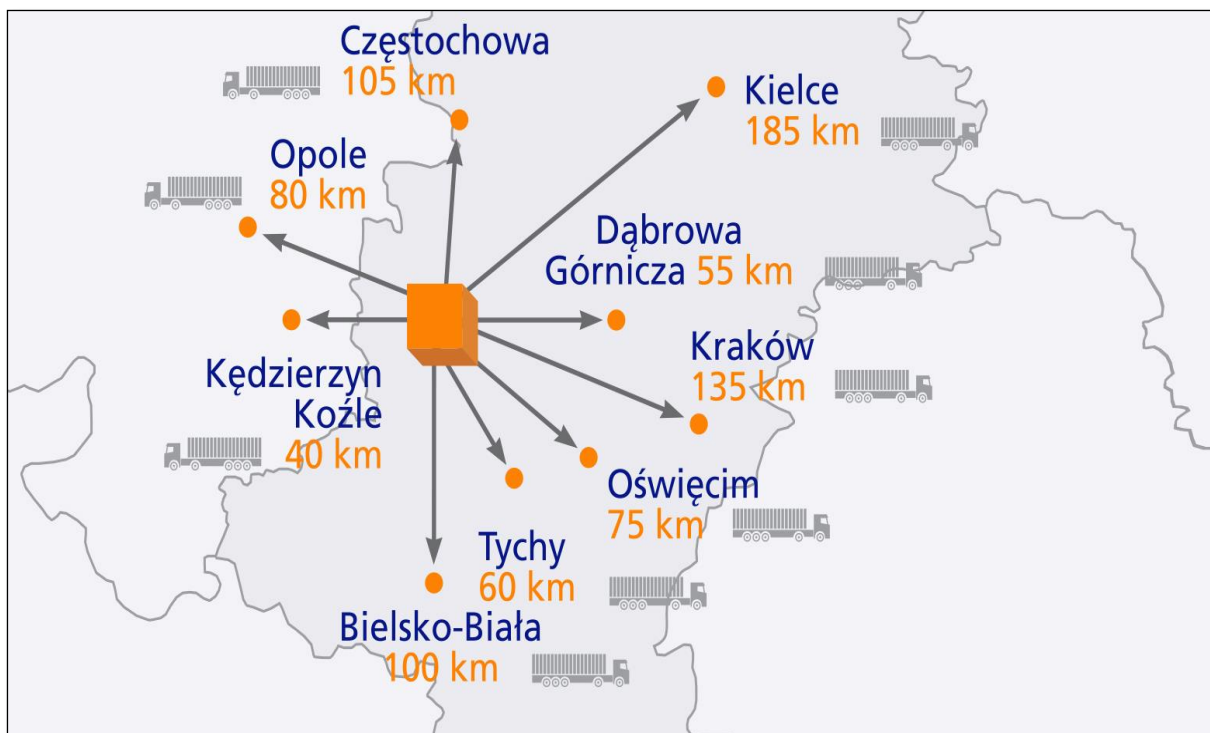 Częstochowa
105 km
Kielce
185 km
Opole
80 km
Dąbrowa
Górnicza 55 km
Kraków
135 km
Kędzierzyn
Koźle
40 km
Oświęcim
75 km
Tychy
60 km
Bielsko-Biała
100 km